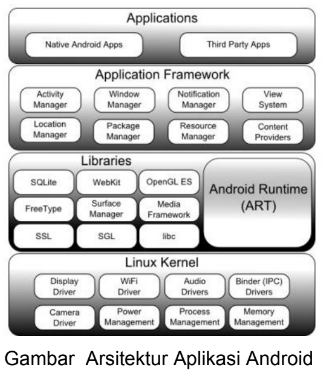 Applications
Native Android Apps
Third Party Apps
Application Framework
Activity Manager
Window Manager
Notification Manager
View System
Location Manager
Package Manager
Resource Manager
Content Providers
Libraries
SQLite
WebKit
OpenGL ES
FreeType
Surface Manager
Media Framework
SSL
SGL
libc
Android Runtime
(ART)
Linux Kernel
Display Driver
WiFi Driver
Audio Drivers
Binder (IPC) Drivers
Camera Driver
Power Management
Process Management
Memory Management
Gambar Arsitektur Aplikasi Android